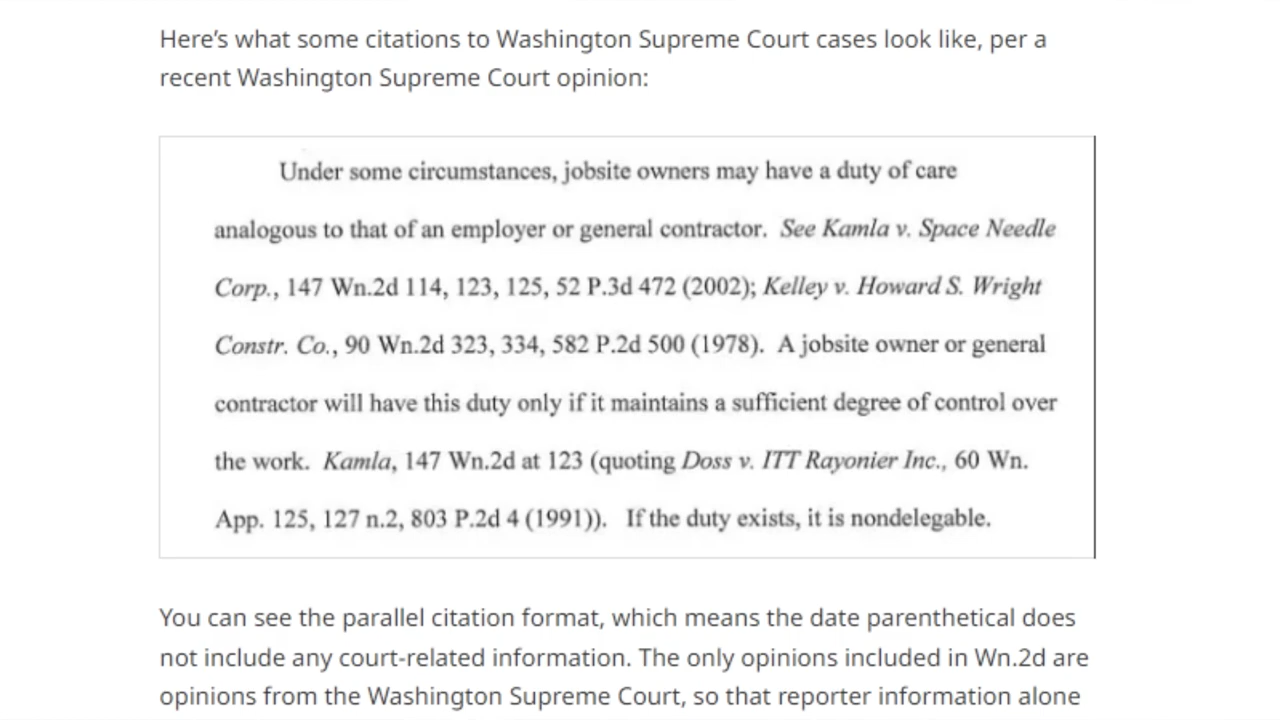 Here’s what some citations to Washington Supreme Court cases look like, per a
recent Washington Supreme Court opinion:
Under some circumstances, jobsite owners may have a duty of care
analogous to that of an employer or general contractor. See Kamla v. Space Needle
Corp., 147 Wn.2d 114, 123, 125, 52 P.3d 472 (2002); Kelley v. Howard S. Wright
Constr. Co., 90 Wn.2d 323, 334, 582 P.2d 500 (1978). A jobsite owner or general
contractor will have this duty only if it maintains a sufficient degree of control over
the work. Kamla, 147 Wn.2d at 123 (quoting Doss v. ITT Rayonier Inc., 60 Wn.
App. 125, 127 n.2, 803 P.2d 4 (1991)). If the duty exists, it is nondelegable.
You can see the parallel citation format, which means the date parenthetical does
not include any court-related information. The only opinions included in Wn.2d are
opinions from the Washington Supreme Court, so that reporter information alone